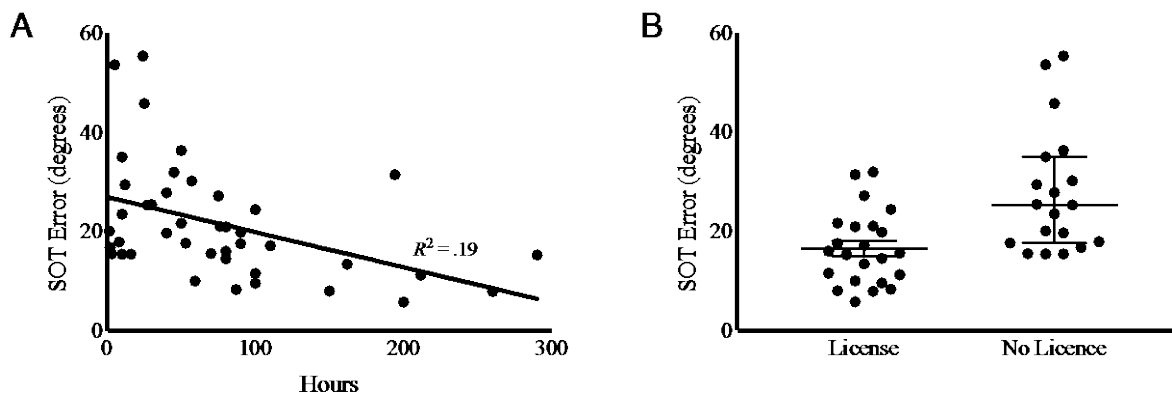 A
60
40
20
0
SOT Error (degrees)
R² = .19
0 100 200 300
Hours
B
60
40
20
0
SOT Error (degrees)
License No Licence